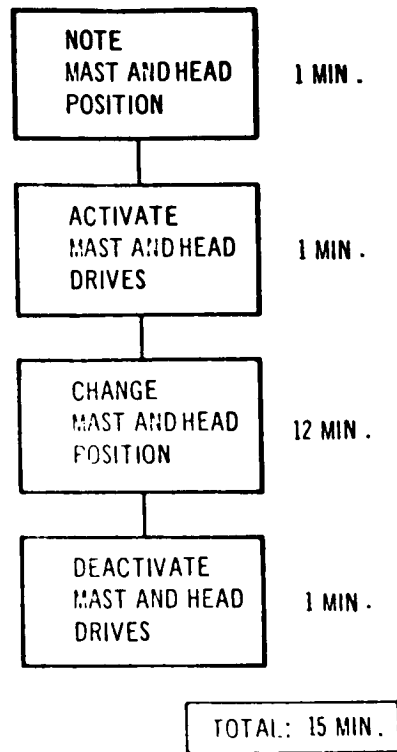 NOTE
MAST AND HEAD 1 MIN.
POSITION
ACTIVATE
MAST AND HEAD 1 MIN.
DRIVES
CHANGE
MAST AND HEAD 12 MIN.
POSITION
DEACTIVATE
MAST AND HEAD 1 MIN.
DRIVES
TOTAL: 15 MIN.